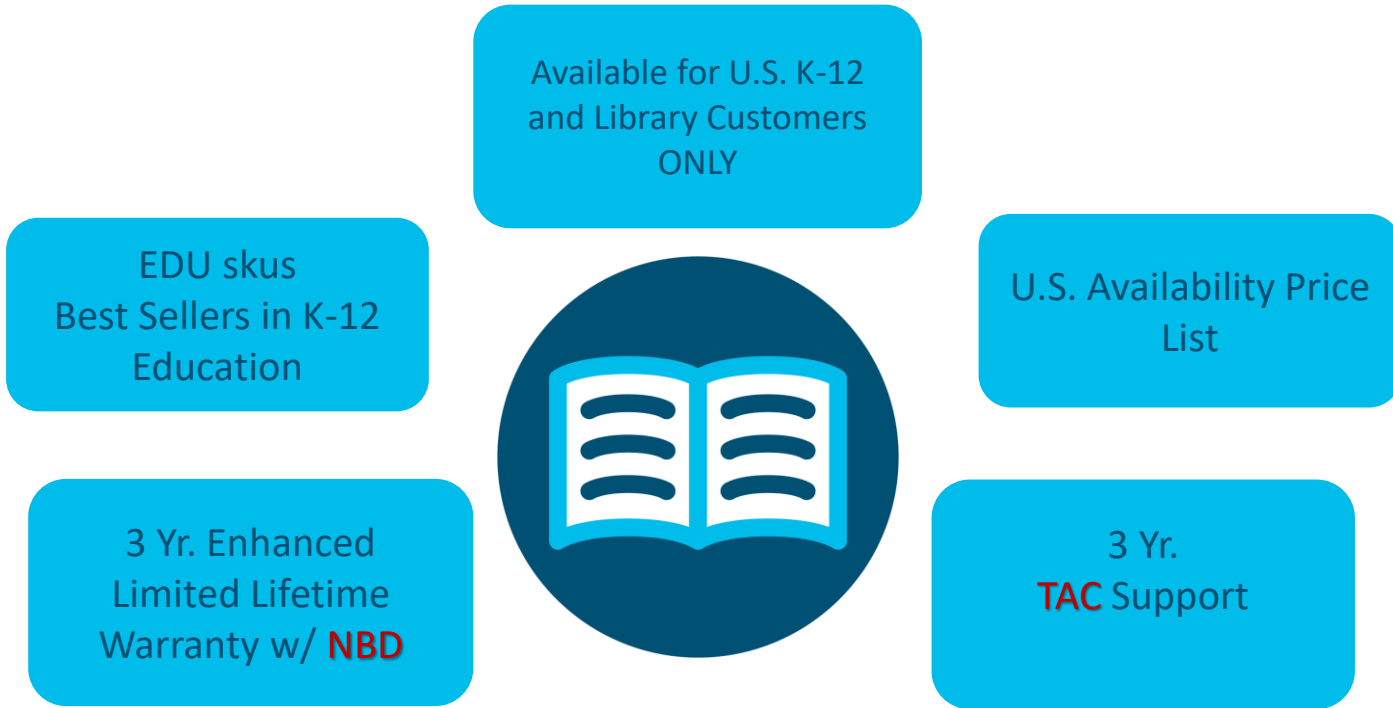 Available for U.S. K-12
and Library Customers
ONLY
EDU skus
Best Sellers in K-12
Education
U.S. Availability Price
List
3 Yr. Enhanced
Limited Lifetime
Warranty w/ NBD
3 Yr.
TAC Support